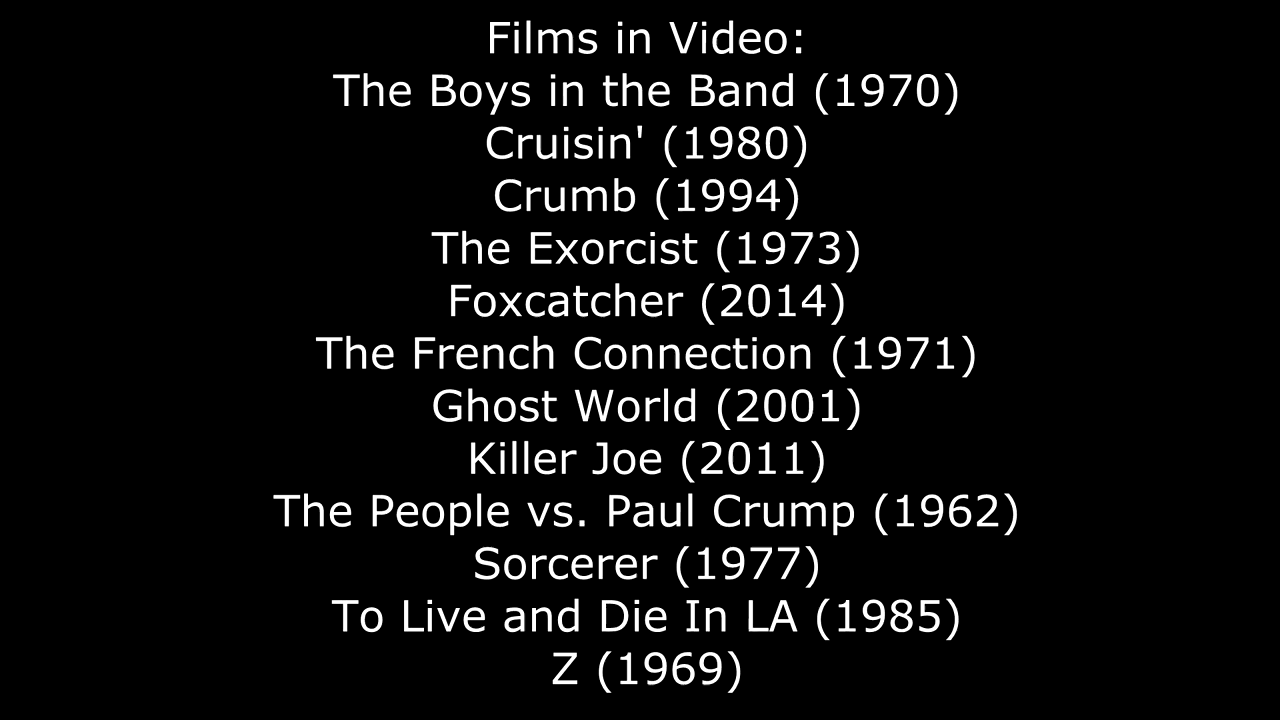 Films in Video:
The Boys in the Band (1970)
Cruisin' (1980)
Crumb (1994)
The Exorcist (1973)
Foxcatcher (2014)
The French Connection (1971)
Ghost World (2001)
Killer Joe (2011)
The People vs. Paul Crump (1962)
Sorcerer (1977)
To Live and Die In LA (1985)
Z (1969)